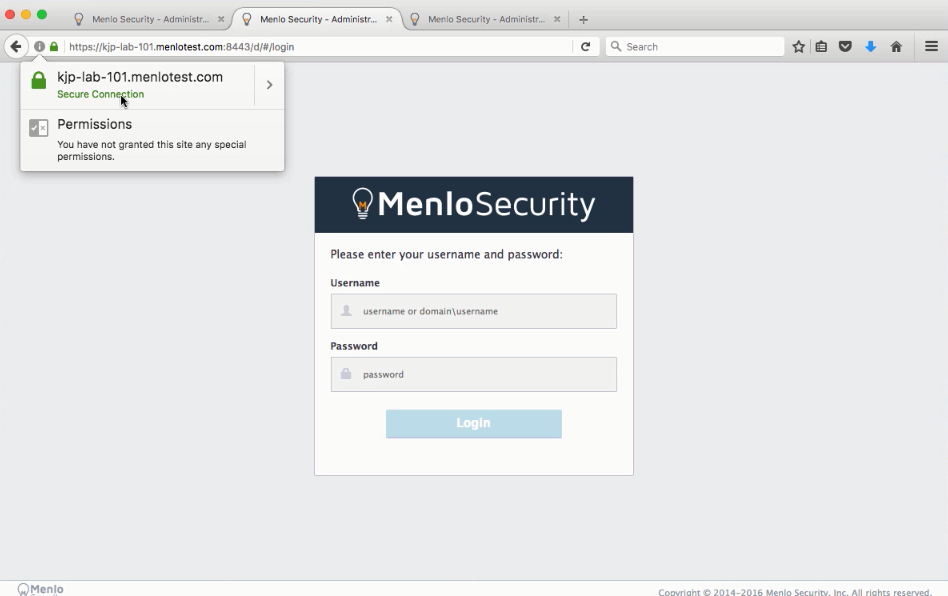 Menlo Security - Administr...
Menlo Security - Administr...
Menlo Security - Administr...
https://kjp-lab-101.menlotest.com:8443/d/#/login
Search
kjp-lab-101.menlotest.com
Secure Connection
Permissions
You have not granted this site any special
permissions.
MenloSecurity
Please enter your username and password:
Username
username or domain\username
Password
password
Login
Menlo
Copyright © 2014-2016 Menlo Security, Inc. All rights reserved.